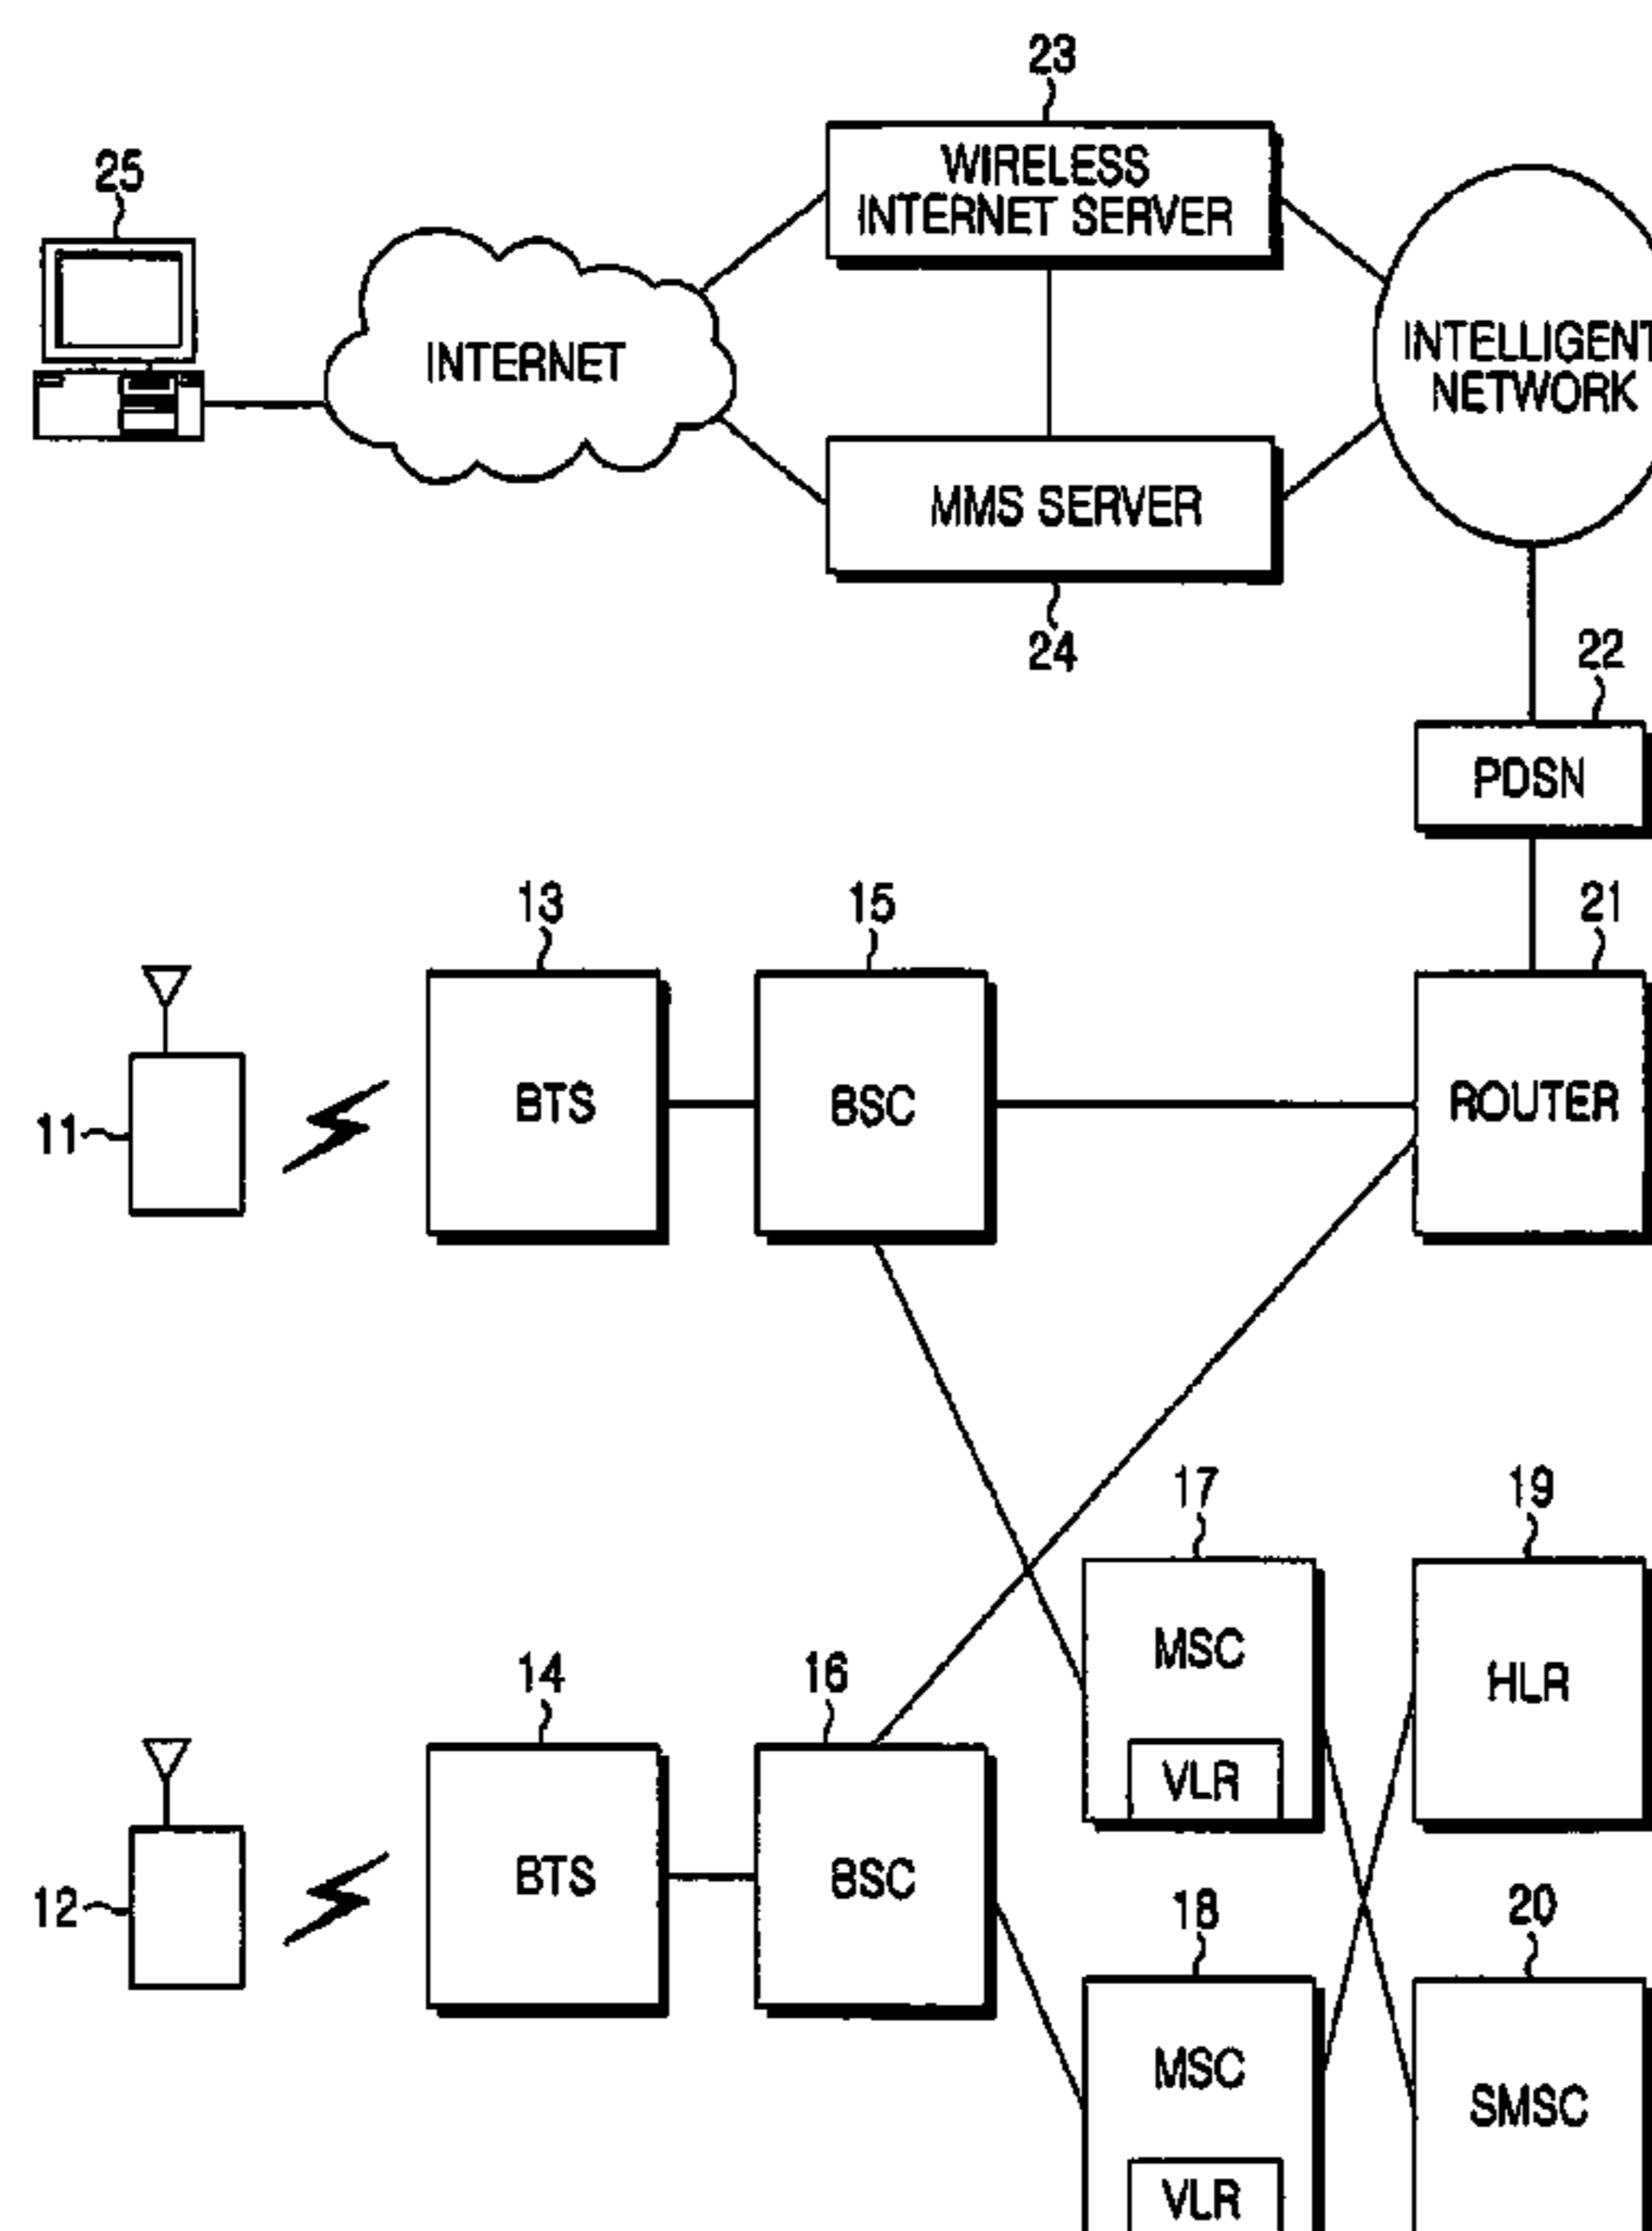 23
WIRELESS
INTERNET SERVER
25
INTERNET
INTELLIGENT
NETWORK
MMS SERVER
24
22
PDSN
13
15
21
11
BTS
BSC
ROUTER
17
19
MSC
HLR
14
16
VLR
12
BTS
BSC
18
20
MSC
SMSC
VLR